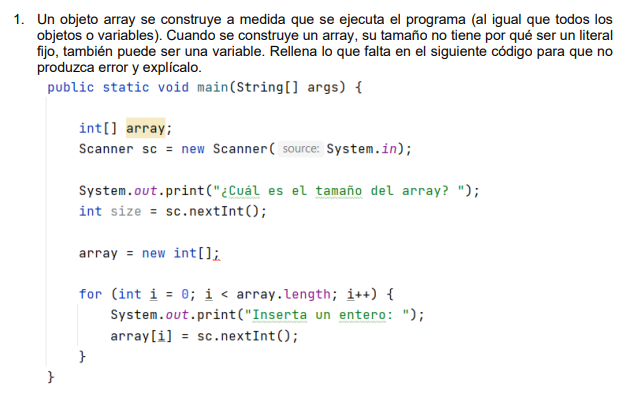 1. Un objeto array se construye a medida que se ejecuta el programa (al igual que todos los
objetos o variables). Cuando se construye un array, su tamaño no tiene por qué ser un literal
fijo, también puede ser una variable. Rellena lo que falta en el siguiente código para que no
produzca error y explícalo.
public static void main(String[] args) {
int[] array;
Scanner sc = new Scanner( source: System.in);
System.out.print("¿Cuál es el tamaño del array? ");
int size = sc.nextInt();
array = new int[];
for (int i = 0; i < array.length; i++) {
System.out.print("Inserta un entero: ");
array[i] = sc.nextInt();
}
}